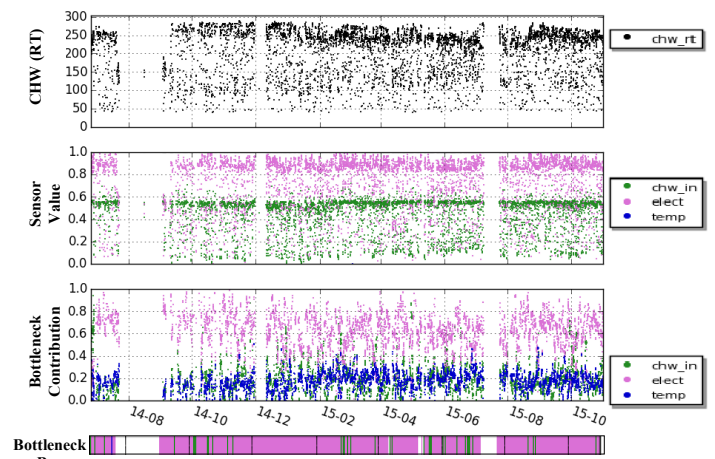 CHW (RT)
300
250
200
150
100
50
0
chw_rt
Sensor
Value
1.0
0.8
0.6
0.4
0.2
0.0
chw_in
elect
temp
Bottleneck
Contribution
1.0
0.8
0.6
0.4
0.2
0.0
chw_in
elect
temp
14-08
14-10
14-12
15-02
15-04
15-06
15-08
15-10
Bottleneck